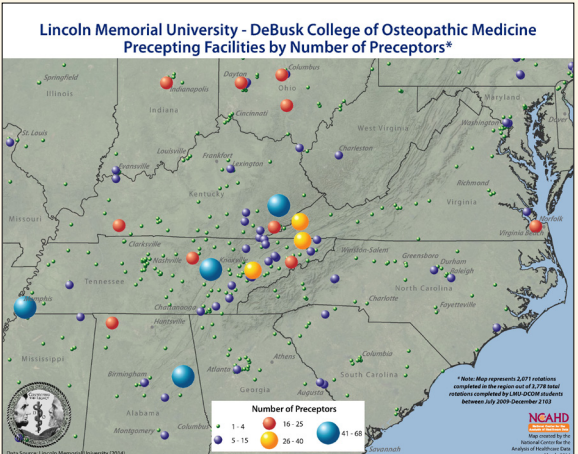 Lincoln Memorial University - DeBusk College of Osteopathic Medicine
Precepting Facilities by Number of Preceptors*
Springfield
Illinois
Indianapolis
Indiana
Dayton
Columbus
Ohio
Cincinnati
Maryland
Washington
Dover
St. Louis
West Virginia
Evansville
Louisville
Frankfort
Lexington
Charleston
Kentucky
Richmond
Virginia
Norfolk
Virginia Beach
Missouri
Clarksville
Nashville
Knoxville
Winston-Salem
Greensboro
Durham
Raleigh
Tennessee
North Carolina
Memphis
Chattanooga
Charlotte
Fayetteville
Huntsville
Mississippi
Birmingham
Atlanta
Athens
Columbia
South Carolina
Georgia
Augusta
Alabama
Montgomery
Columbus
Savannah
Number of Preceptors
1 - 4
5 - 15
16 - 25
26 - 40
41 - 68
* Note: Map represents 2,071 rotations
completed in the region out of 3,778 total
rotations completed by LMU-DCOM students
between July 2009-December 2103
NCAHD
Map created by the
National Center for the
Analysis of Healthcare Data
Data Source: Lincoln Memorial University (2014)